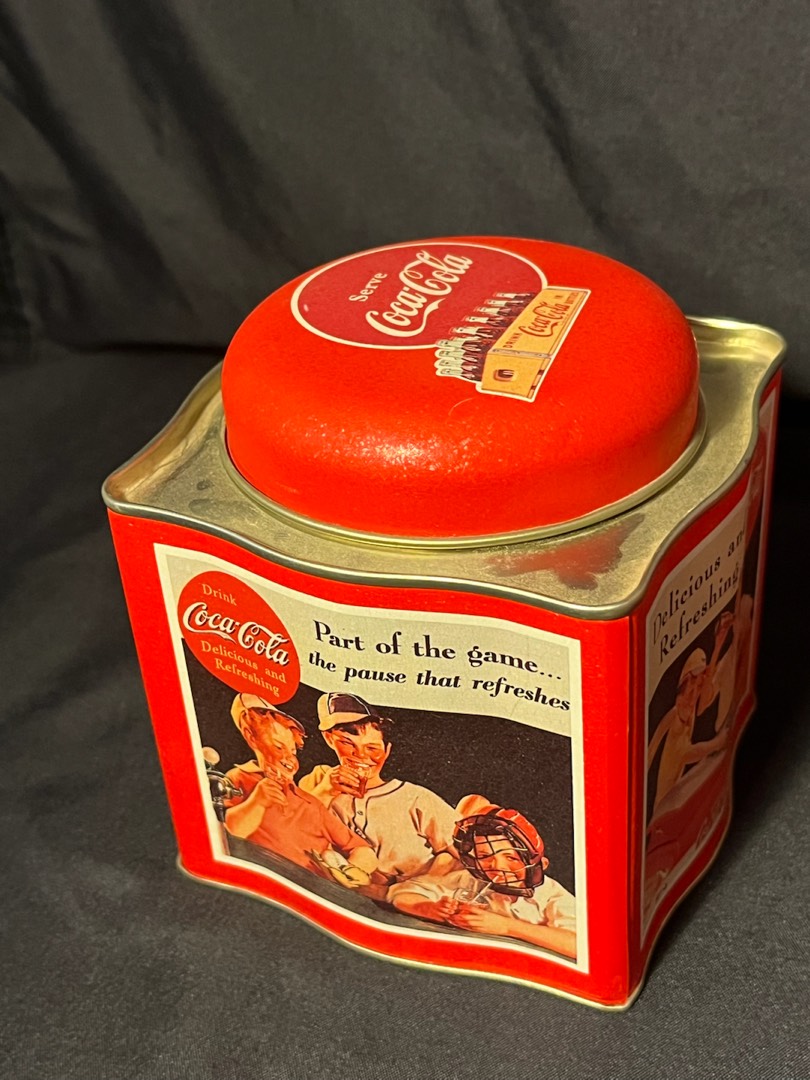 Serve
Coca-Cola
DRINK
Coca-Cola
Drink
Coca-Cola
Delicious and
Refreshing
Part of the game...
the pause that refreshes
Delicious an
Refreshing